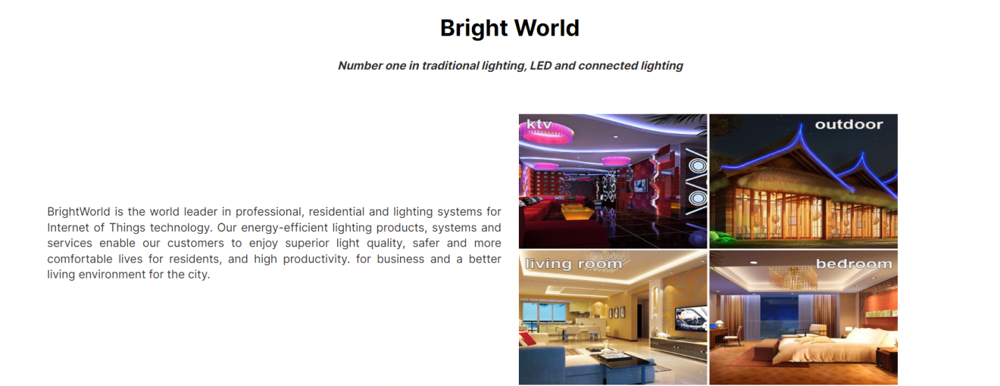 Bright World
Number one in traditional lighting, LED and connected lighting
BrightWorld is the world leader in professional, residential and lighting systems for
Internet of Things technology. Our energy-efficient lighting products, systems and
services enable our customers to enjoy superior light quality, safer and more
comfortable lives for residents, and high productivity. for business and a better
living environment for the city.
ktv
outdoor
living room
bedroom